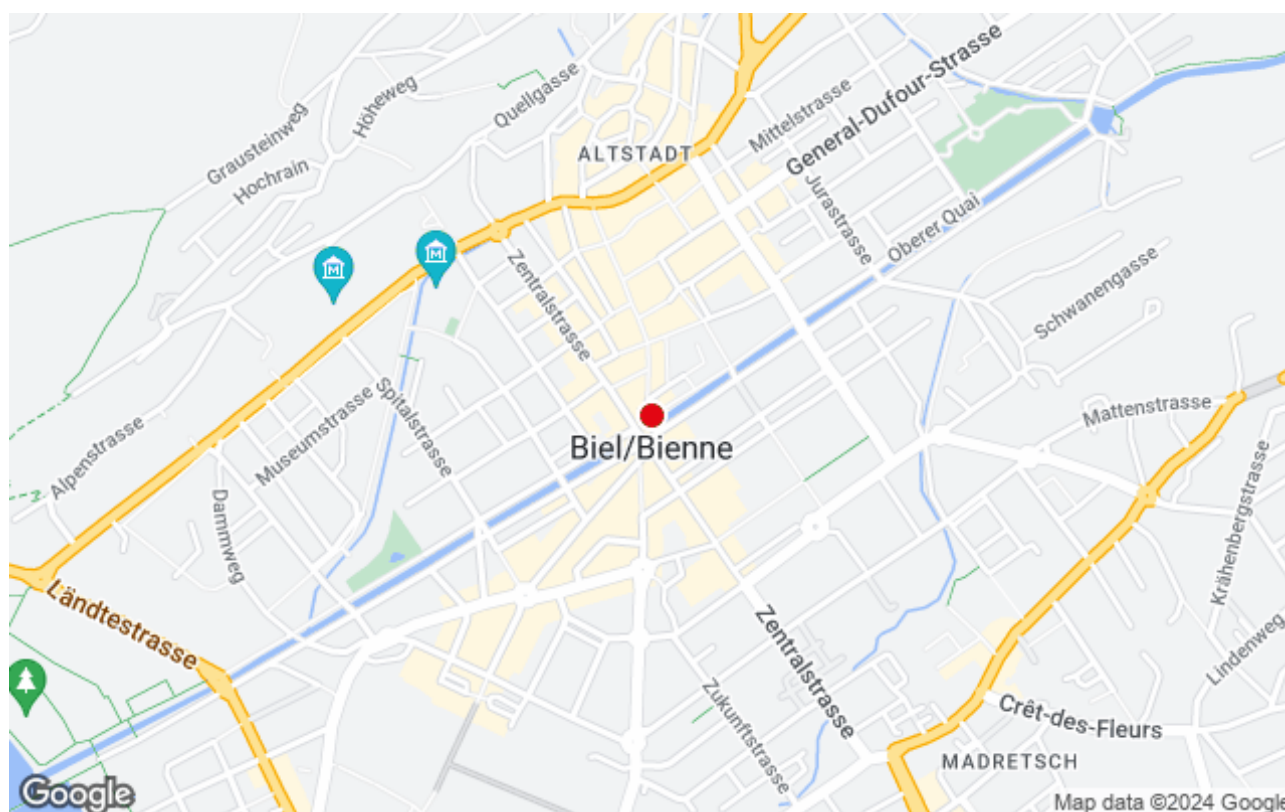 General-Dufour-Strasse
Quellgasse
Höheweg
Mittelstrasse
Grausteinweg
ALTSTADT
Hochrain
Jurastrasse
Oberer Quai
M
M
Zentralstrasse
Schwanengasse
Museumstrasse
Spitalstrasse
Mattenstrasse
Alpenstrasse
Biel/Bienne
Dammweg
Krähenbergstrasse
Ländtestrasse
Zentralstrasse
Lindenweg
Zukunftstrasse
Crêt-des-Fleurs
MADRETSCH
Google
Map data ©2024 Google